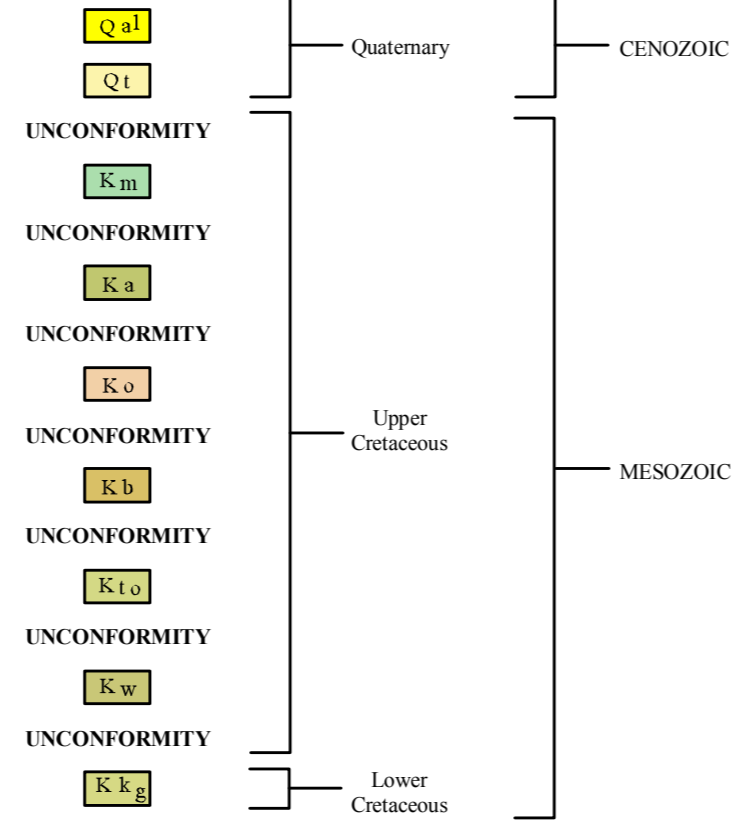 Qal
Quaternary
CENOZOIC
Qt
UNCONFORMITY
Km
UNCONFORMITY
Ka
UNCONFORMITY
Ko
Upper
Cretaceous
UNCONFORMITY
MESOZOIC
Kb
UNCONFORMITY
Kto
UNCONFORMITY
Kw
UNCONFORMITY
Kkg
Lower
Cretaceous